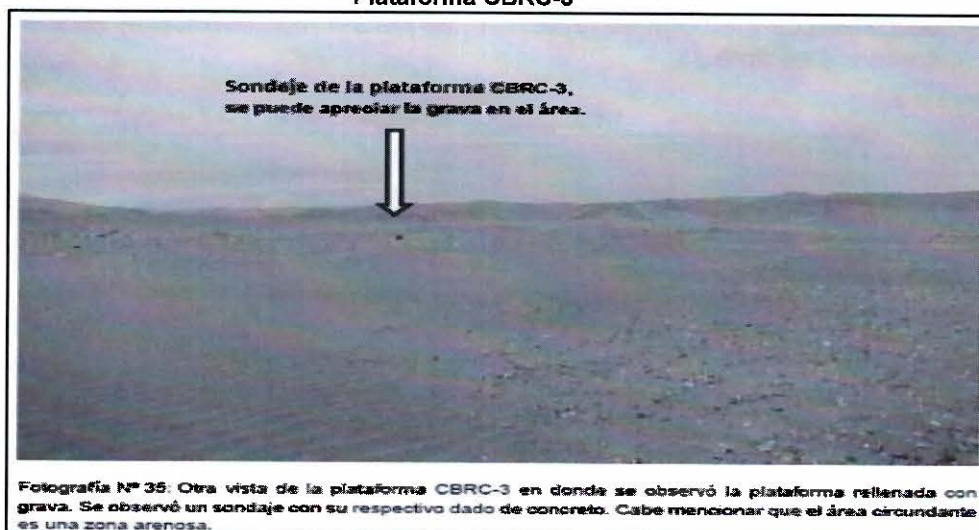 Plataforma CBRC-3
Sondaje de la plataforma CBRC-3,
se puede apreciar la grava en el área.
Fotografía N° 35: Otra vista de la plataforma CBRC-3 en donde se observó la plataforma rellenada con
grava. Se observó un sondaje con su respectivo dado de concreto. Cabe mencionar que el área circundante
es una zona arenosa.